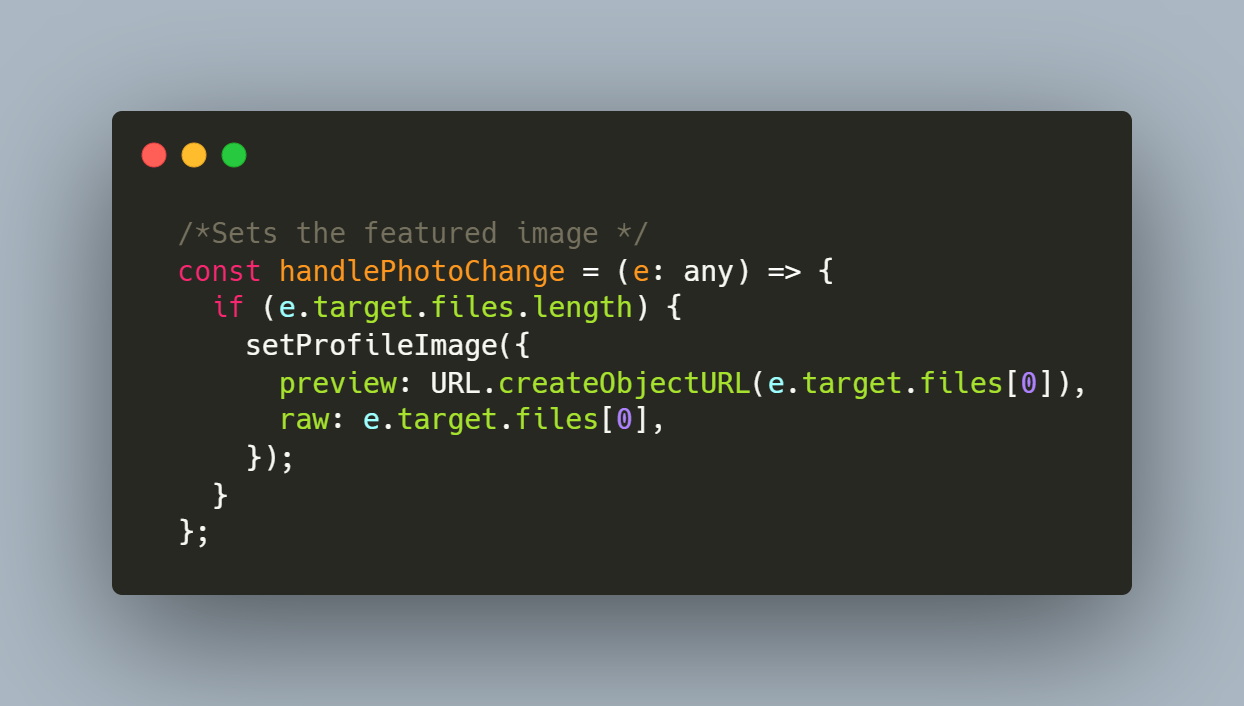 /*Sets the featured image */
const handlePhotoChange = (e: any) => {
  if (e.target.files.length) {
    setProfileImage({
      preview: URL.createObjectURL(e.target.files[0]),
      raw: e.target.files[0],
    });
  }
};